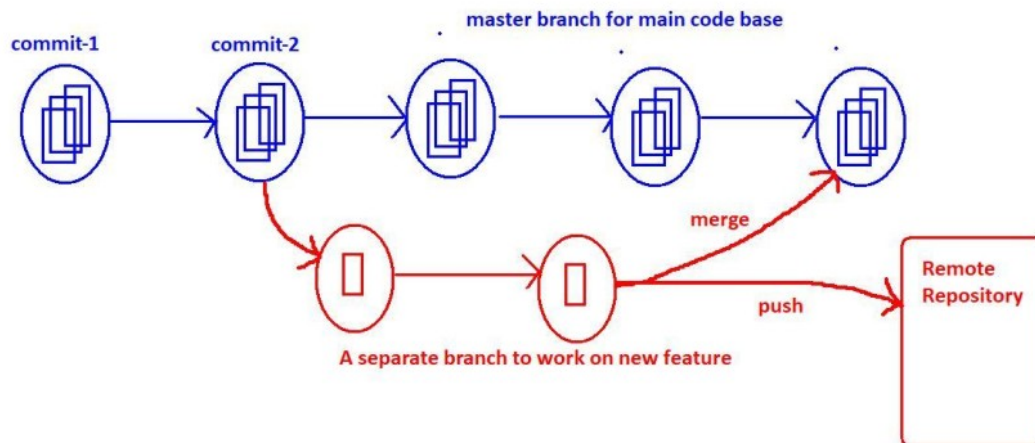 master branch for main code base
commit-1
commit-2
merge
Remote
Repository
push
A separate branch to work on new feature